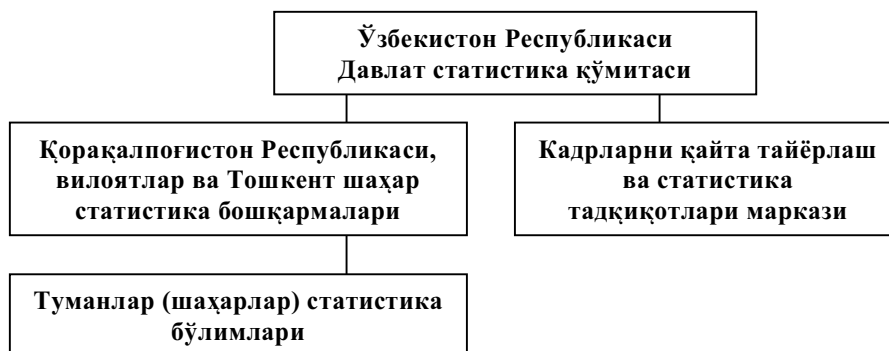 Ўзбекистон Республикаси
Давлат статистика қўмитаси
Қорақалпоғистон Республикаси,
вилоятлар ва Тошкент шаҳар
статистика бошқармалари
Кадрларни қайта тайёрлаш
ва статистика
тадқиқотлари маркази
Туманлар (шаҳарлар) статистика
бўлимлари